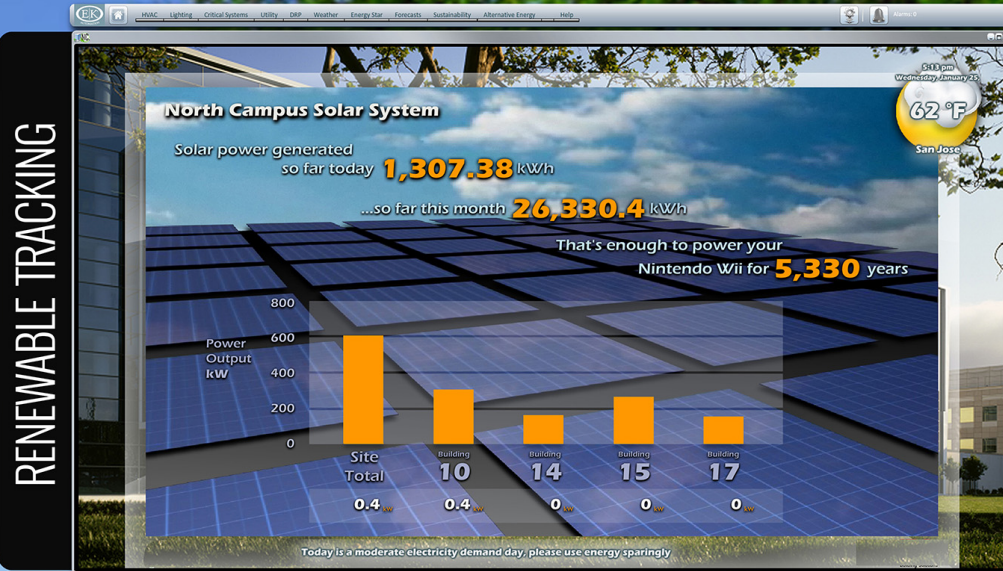 EK
HVAC Lighting Critical Systems Utility DRP Weather Energy Star Forecasts Sustainability Alternative Energy Help
Alarms: 0
RENEWABLE TRACKING
5:13 pm
Wednesday, January 25,
62 °F
San Jose
North Campus Solar System
Solar power generated
so far today 1,307.38 kWh
...so far this month 26,330.4 kWh
That's enough to power your
Nintendo Wii for 5,330 years
800
600
400
200
0
Power
Output
kW
Site
Total
Building
10
Building
14
Building
15
Building
17
0.4 kW 0.4 kW 0 kW 0 kW 0 kW
Today is a moderate electricity demand day, please use energy sparingly